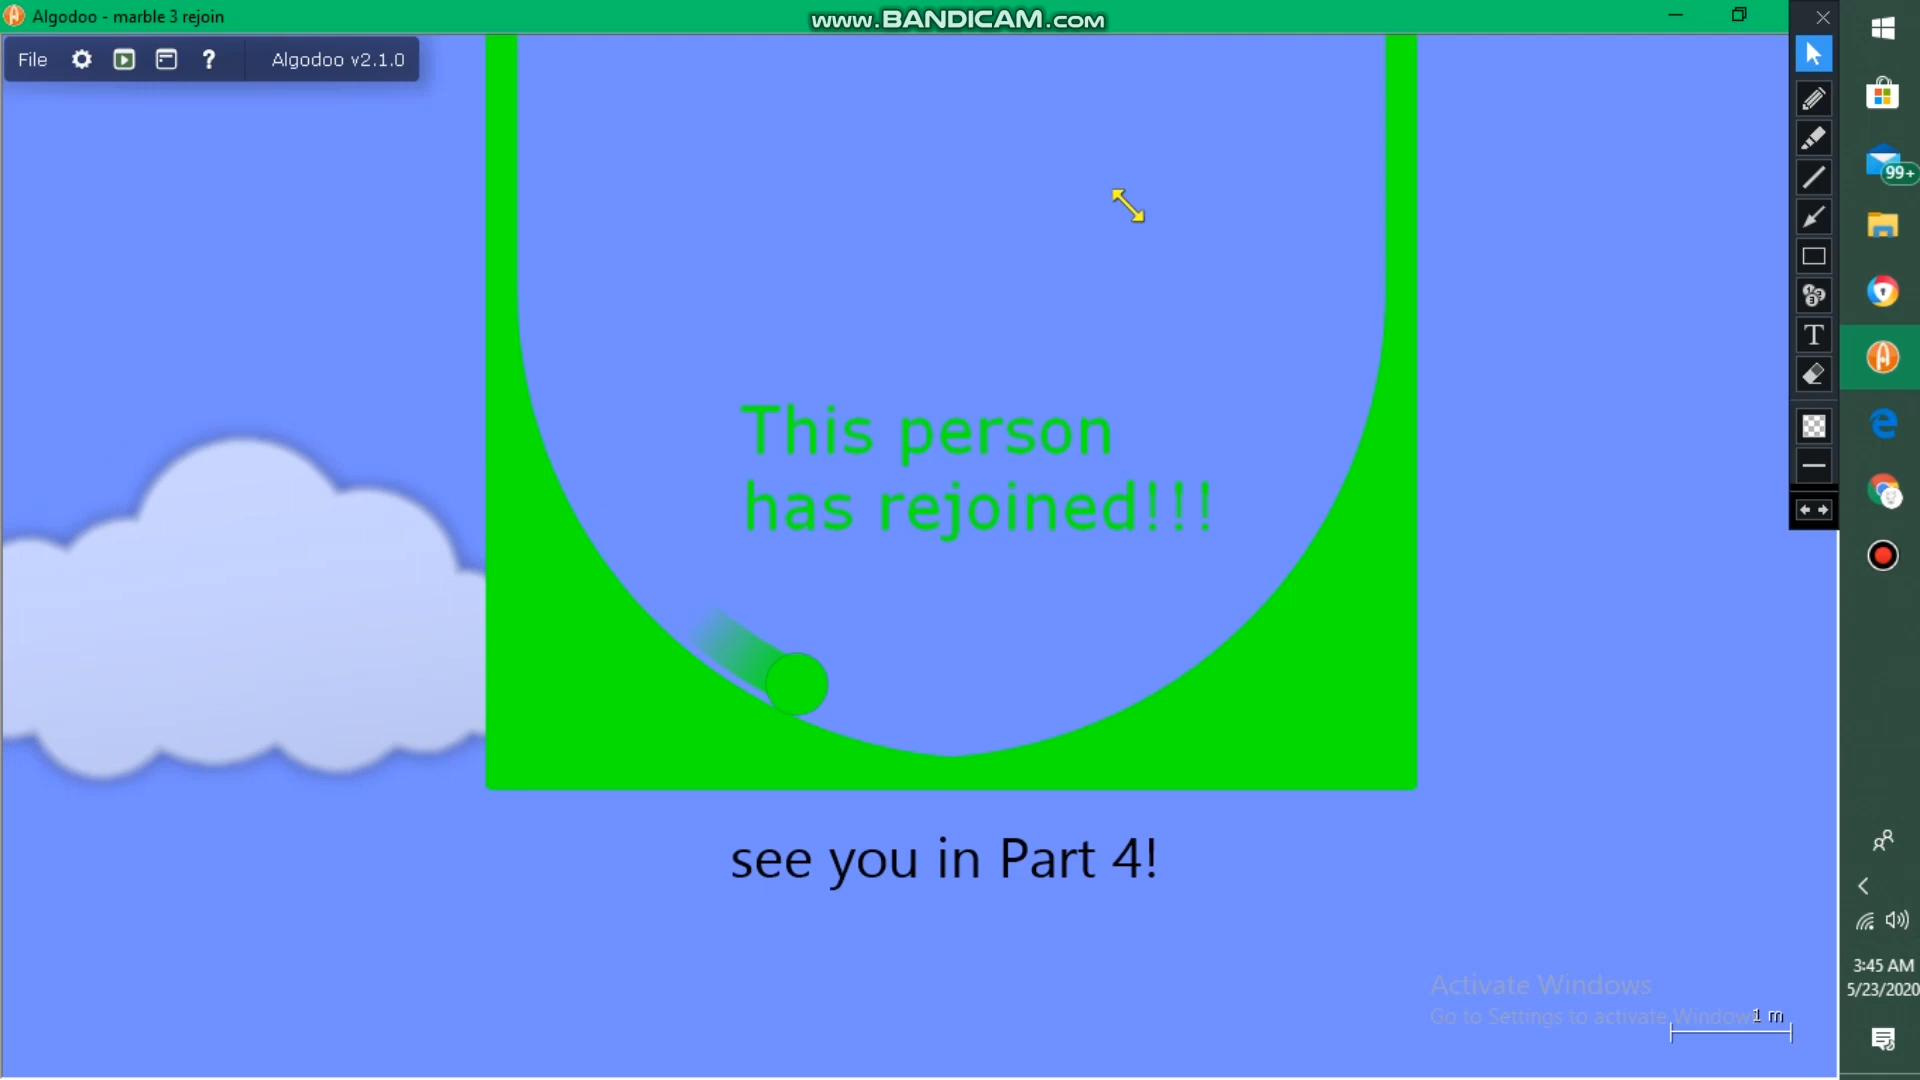 Algodoo - marble 3 rejoin
www.BANDICAM.com
File
?
Algodoo v2.1.0
T
99+
This person
has rejoined!!!
see you in Part 4!
Activate Windows
Go to Settings to activate Windows
1 m
3:45 AM
5/23/2020